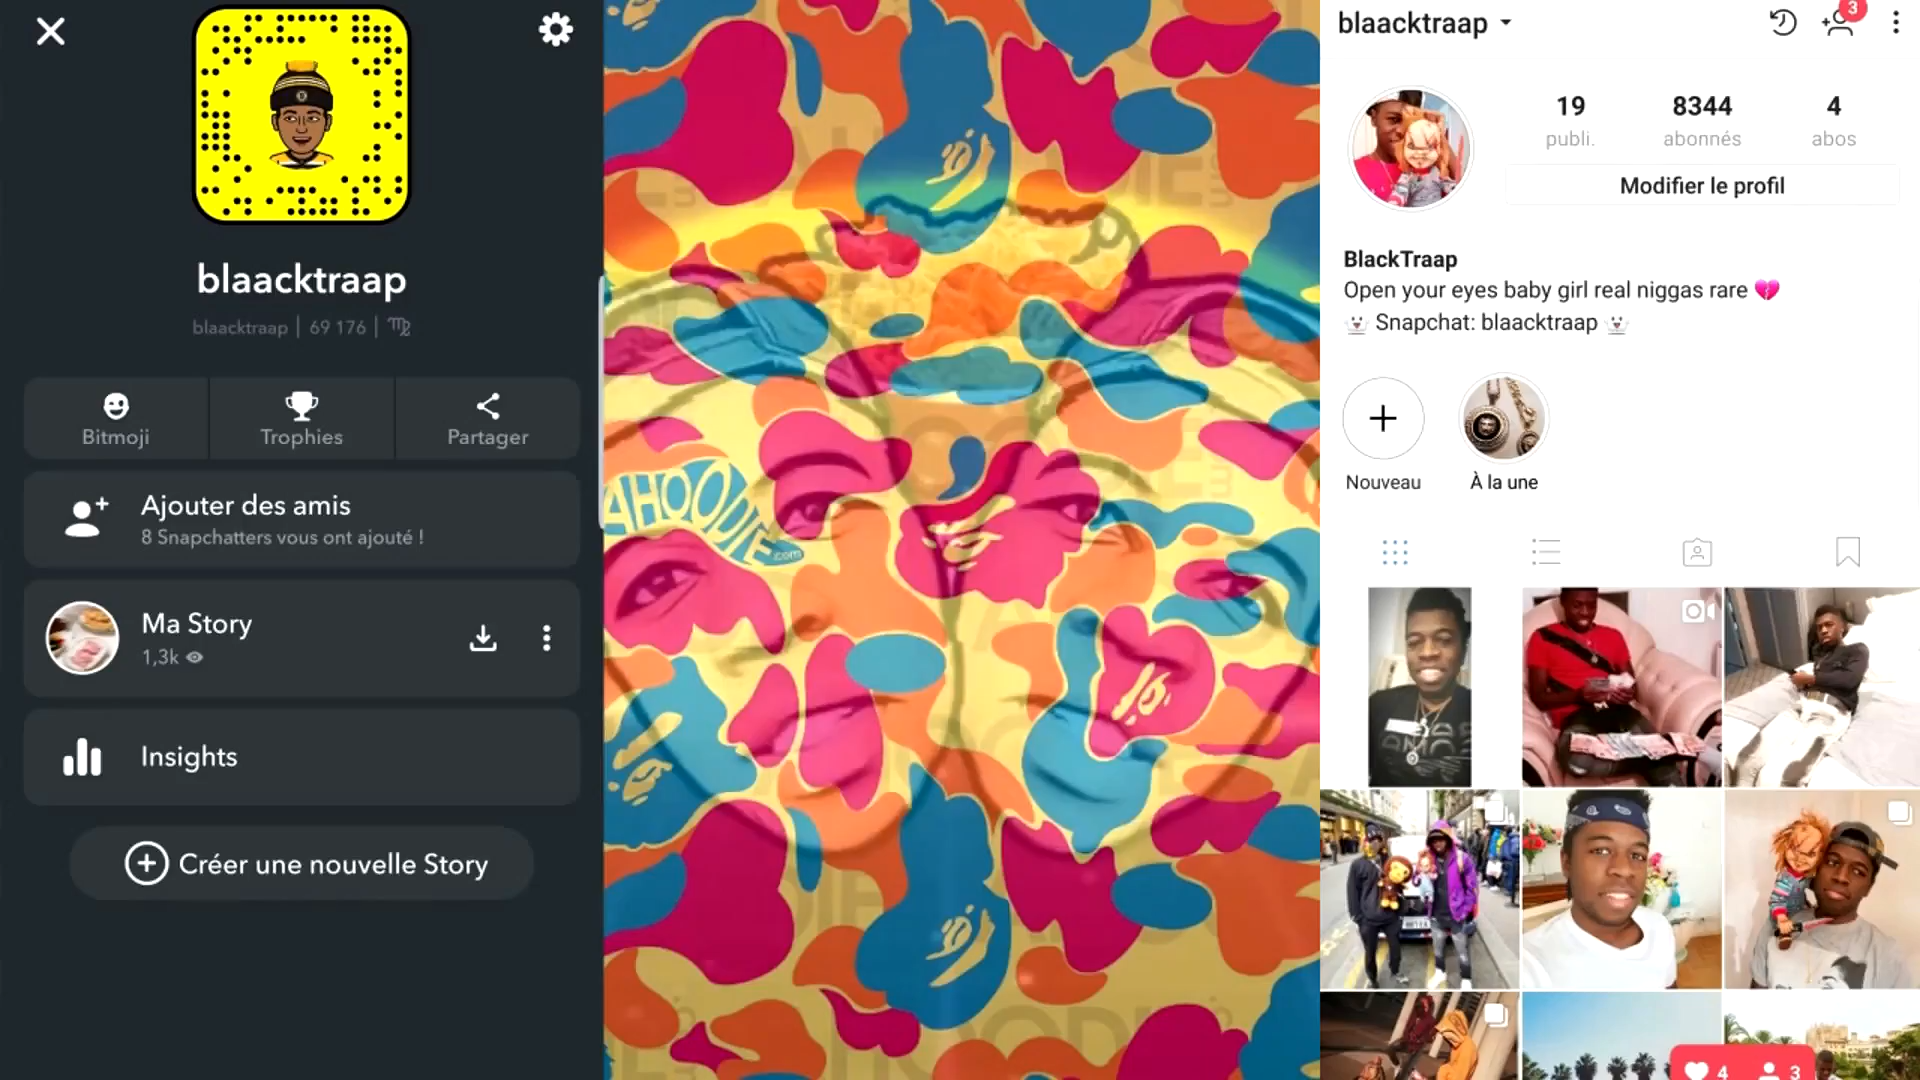 blaacktraap
blaacktraap | 69 176 |
Bitmoji
Trophies
Partager
Ajouter des amis
8 Snapchatters vous ont ajouté !
Ma Story
1,3k
Insights
Créer une nouvelle Story
AHOODIE.com
blaacktraap
3
19
8344
4
publi.
abonnés
abos
Modifier le profil
BlackTraap
Open your eyes baby girl real niggas rare 💔
Snapchat: blaacktraap
Nouveau
À la une
4
3